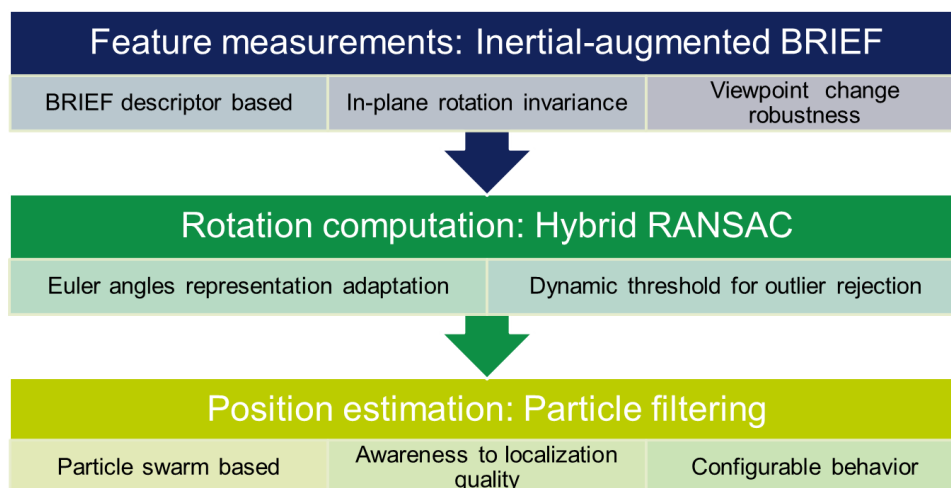 Feature measurements: Inertial-augmented BRIEF
BRIEF descriptor based
In-plane rotation invariance
Viewpoint change
robustness
Rotation computation: Hybrid RANSAC
Euler angles representation adaptation
Dynamic threshold for outlier rejection
Position estimation: Particle filtering
Particle swarm based
Awareness to localization
quality
Configurable behavior